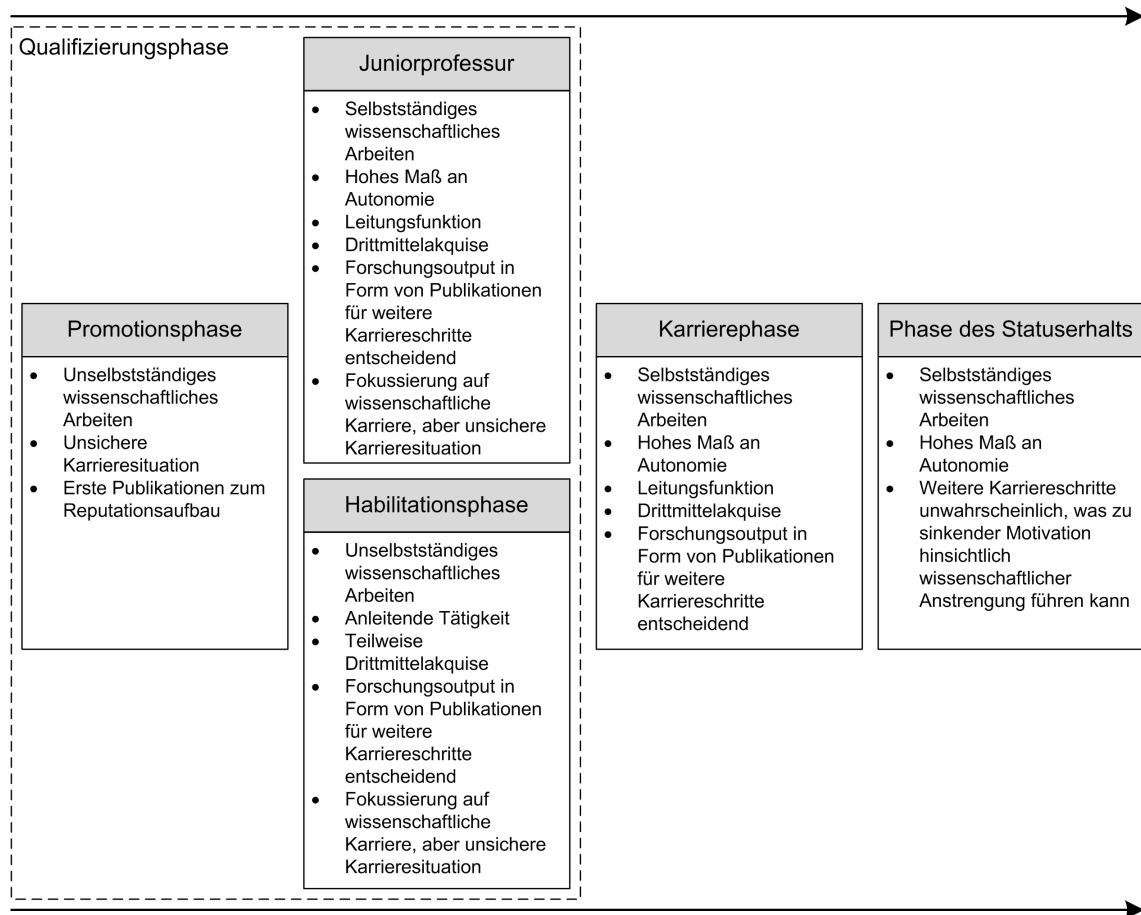 Qualifizierungsphase
Promotionsphase
• Unselbstständiges
wissenschaftliches
Arbeiten
• Unsichere
Karrieresituation
• Erste Publikationen zum
Reputationsaufbau
Juniorprofessur
• Selbstständiges
wissenschaftliches
Arbeiten
• Hohes Maß an
Autonomie
• Leitungsfunktion
• Drittmittelakquise
• Forschungsoutput in
Form von Publikationen
für weitere
Karriereschritte
entscheidend
• Fokussierung auf
wissenschaftliche
Karriere, aber unsichere
Karrieresituation
Habilitationsphase
• Unselbstständiges
wissenschaftliches
Arbeiten
• Anleitende Tätigkeit
• Teilweise
Drittmittelakquise
• Forschungsoutput in
Form von Publikationen
für weitere
Karriereschritte
entscheidend
• Fokussierung auf
wissenschaftliche
Karriere, aber unsichere
Karrieresituation
Karrierephase
• Selbstständiges
wissenschaftliches
Arbeiten
• Hohes Maß an
Autonomie
• Leitungsfunktion
• Drittmittelakquise
• Forschungsoutput in
Form von Publikationen
für weitere
Karriereschritte
entscheidend
Phase des Statuserhalts
• Selbstständiges
wissenschaftliches
Arbeiten
• Hohes Maß an
Autonomie
• Weitere Karriereschritte
unwahrscheinlich, was zu
sinkender Motivation
hinsichtlich
wissenschaftlicher
Anstrengung führen kann